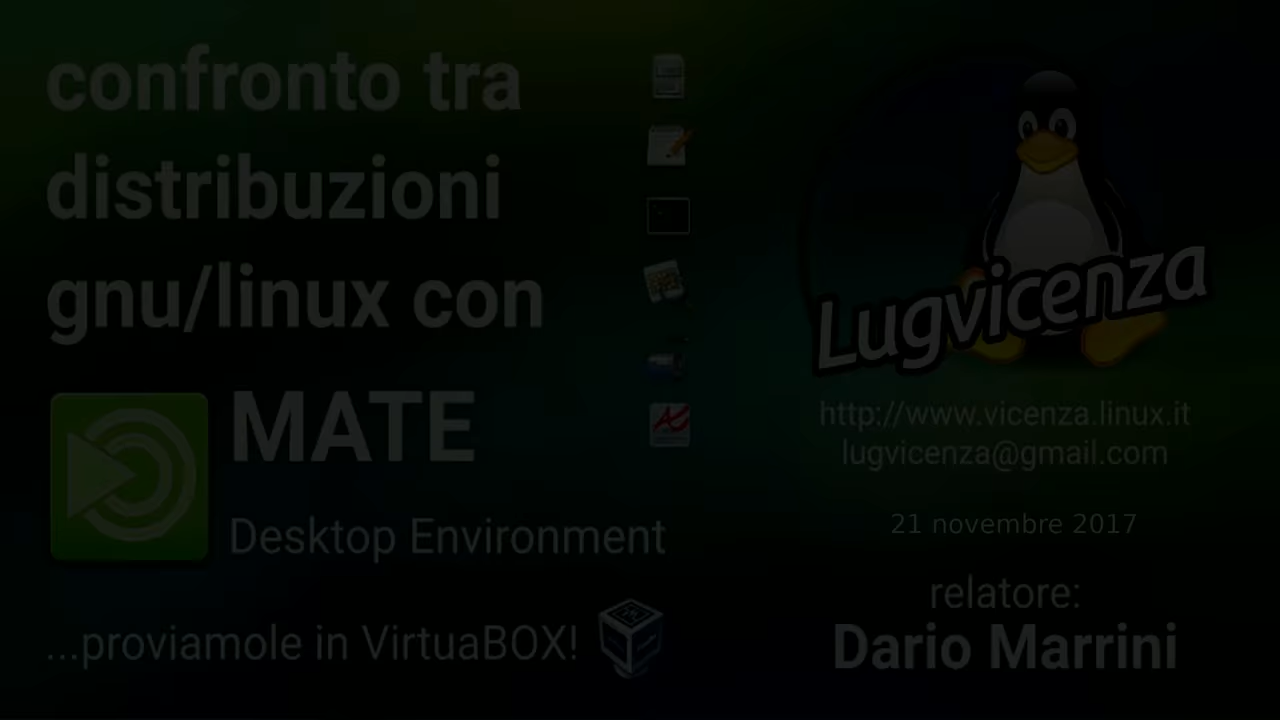 confronto tra
distribuzioni
gnu/linux con
MATE
Desktop Environment
...proviamole in VirtuaBOX!
Lugvicenza
http://www.vicenza.linux.it
lugvicenza@gmail.com
21 novembre 2017
relatore:
Dario Marrini